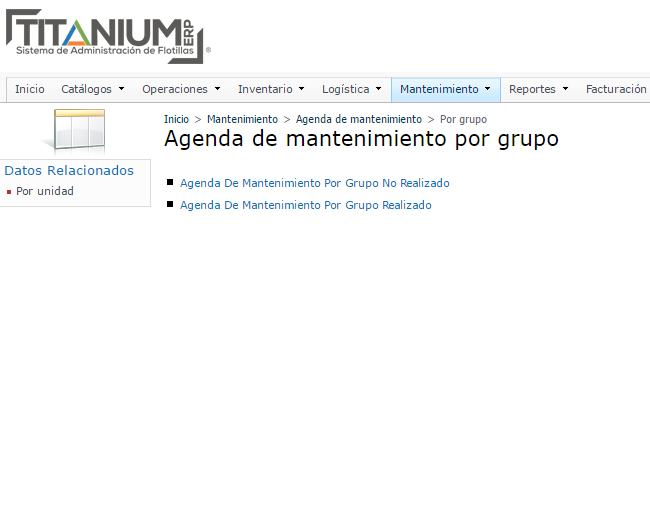 TITANIUM ERP
Sistema de Administración de Flotillas ®
Inicio Catálogos Operaciones Inventario Logística Mantenimiento Reportes Facturación
Inicio > Mantenimiento > Agenda de mantenimiento > Por grupo
Agenda de mantenimiento por grupo
Datos Relacionados
Por unidad
Agenda De Mantenimiento Por Grupo No Realizado
Agenda De Mantenimiento Por Grupo Realizado